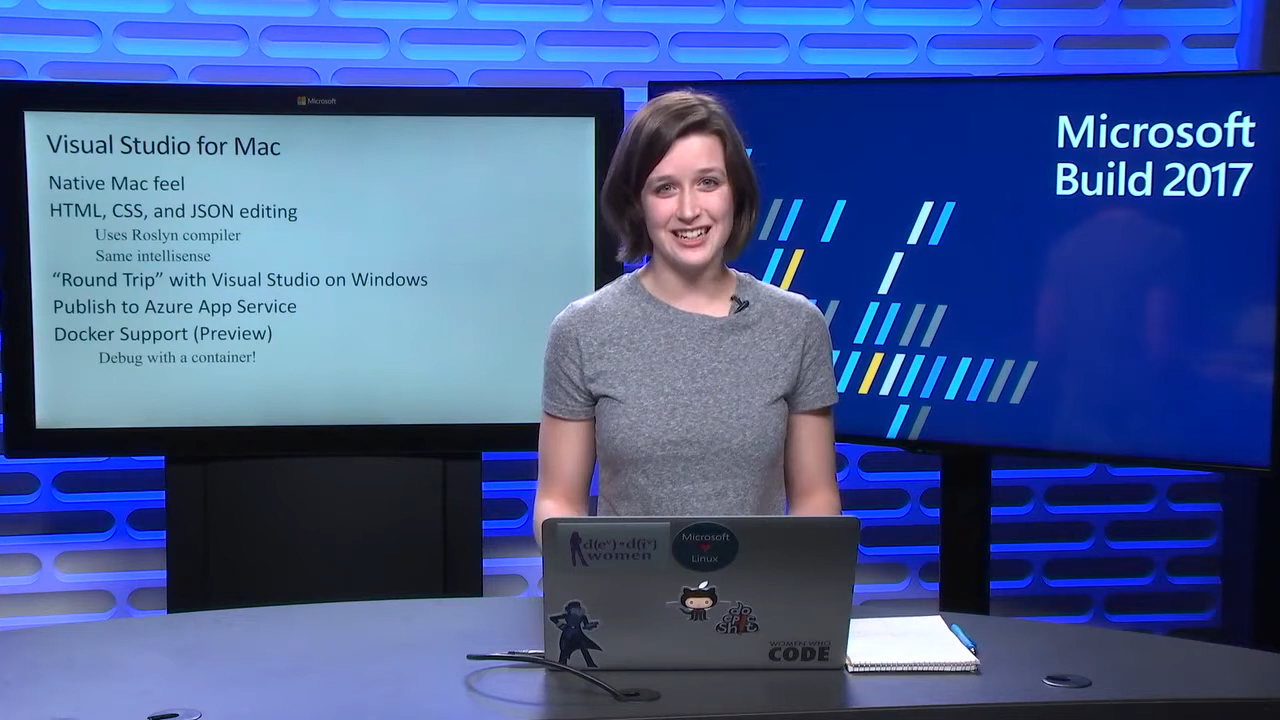 Microsoft
Visual Studio for Mac
Native Mac feel
HTML, CSS, and JSON editing
Uses Roslyn compiler
Same intellisense
“Round Trip” with Visual Studio on Windows
Publish to Azure App Service
Docker Support (Preview)
Debug with a container!
Microsoft
Build 2017
women
Microsoft
Linux
WOMEN WHO
CODE